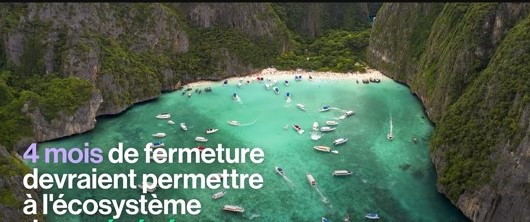 4 mois de fermeture
devraient permettre
à l'écosystème